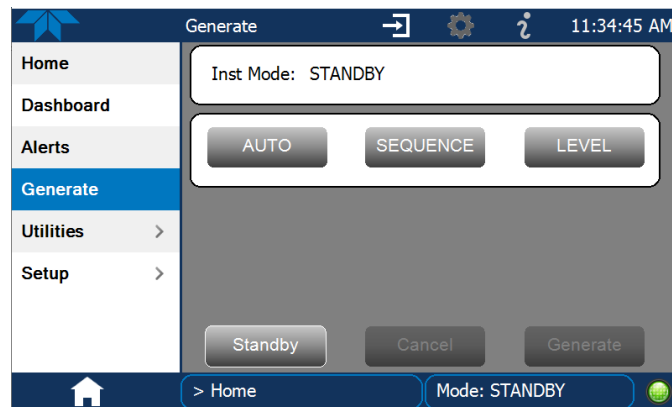 Generate 11:34:45 AM
Home
Inst Mode: STANDBY
Dashboard
Alerts
AUTO SEQUENCE LEVEL
Generate
Utilities >
Setup >
Standby Cancel Generate
> Home Mode: STANDBY